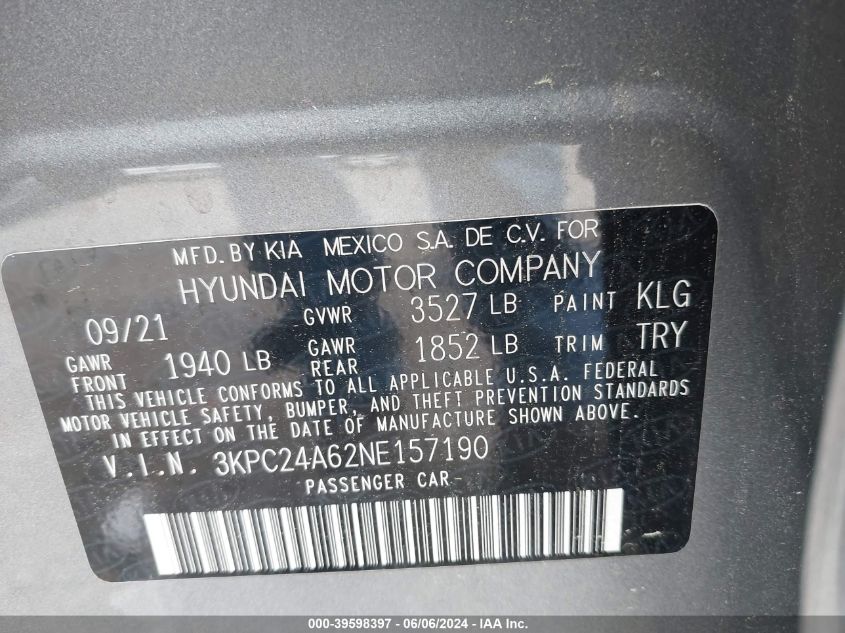 MFD. BY KIA MEXICO S.A. DE C.V. FOR
HYUNDAI MOTOR COMPANY
09/21 GVWR 3527 LB PAINT KLG
GAWR FRONT 1940 LB GAWR REAR 1852 LB TRIM TRY
THIS VEHICLE CONFORMS TO ALL APPLICABLE U.S.A. FEDERAL
MOTOR VEHICLE SAFETY, BUMPER, AND THEFT PREVENTION STANDARDS
IN EFFECT ON THE DATE OF MANUFACTURE SHOWN ABOVE.
V.I.N. 3KPC24A62NE157190
PASSENGER CAR
000-39598397 / 06/06/2024 - IAA Inc.